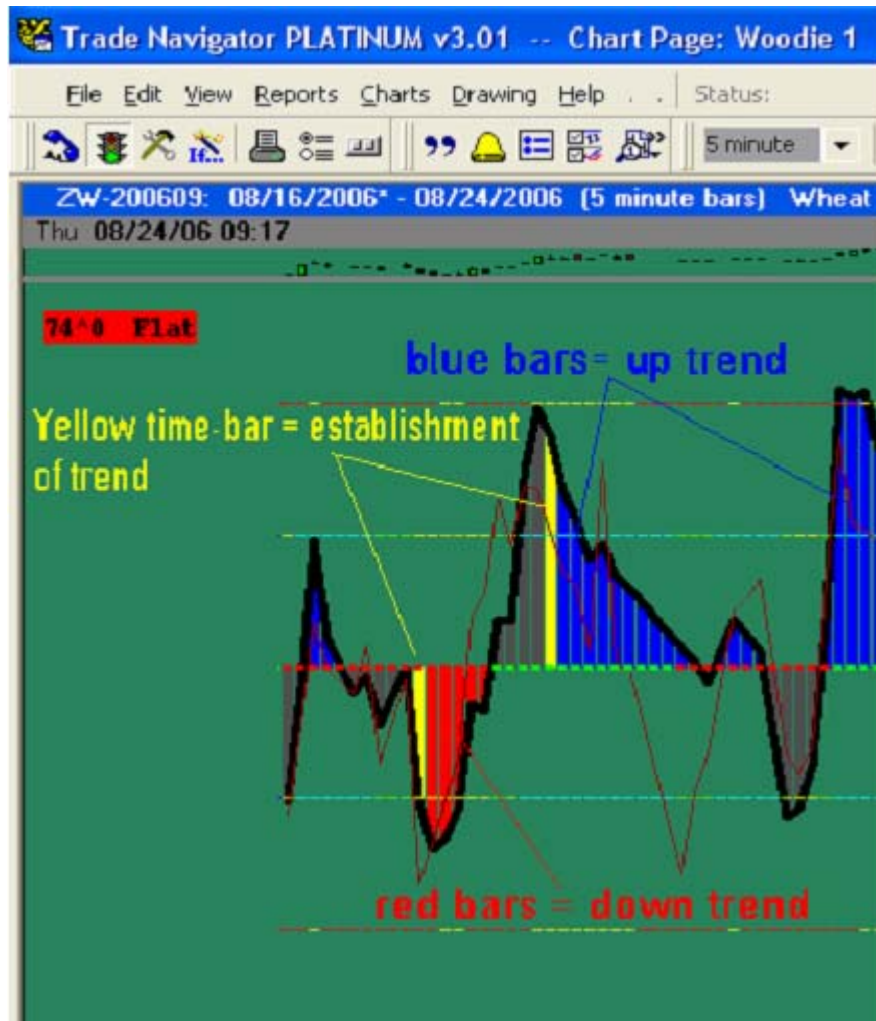 Trade Navigator PLATINUM v3.01 -- Chart Page: Woodie 1
File Edit View Reports Charts Drawing Help . . Status:
If... 5 minute
ZW-200609: 08/16/2006* - 08/24/2006 (5 minute bars) Wheat
Thu 08/24/06 09:17
74^0 Flat
blue bars= up trend
Yellow time-bar = establishment
of trend
red bars = down trend